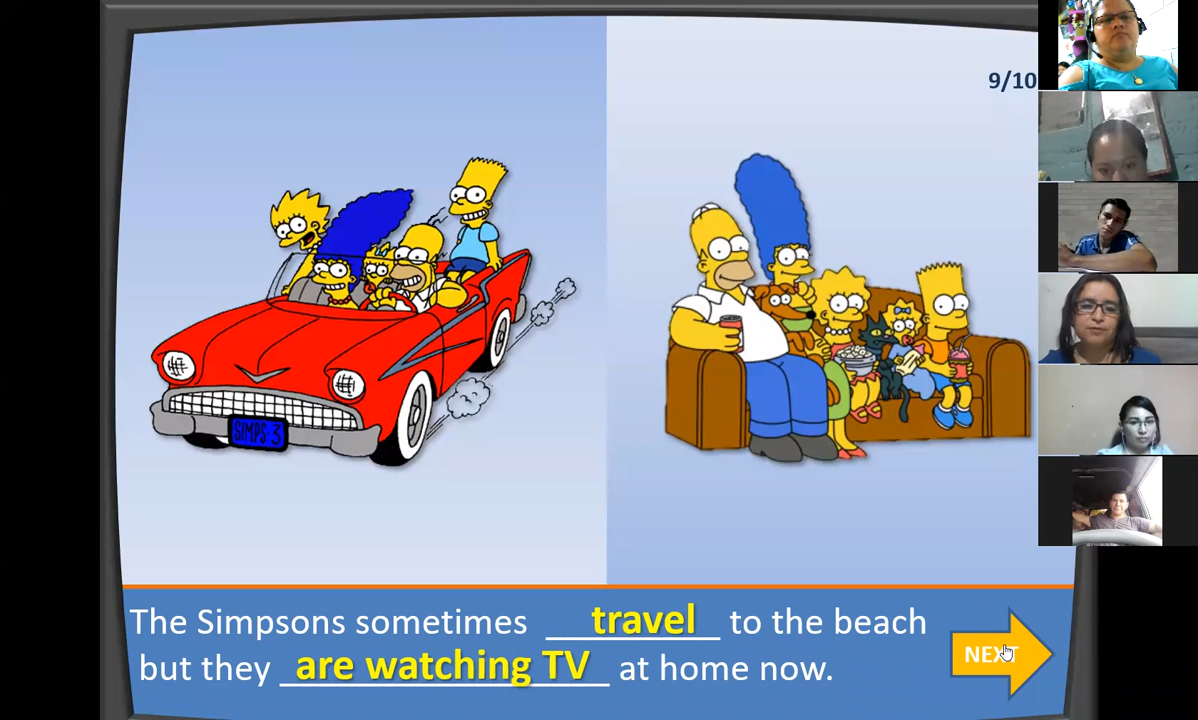 9/10
SIMPS-3
The Simpsons sometimes travel to the beach
but they are watching TV at home now.
NEXT